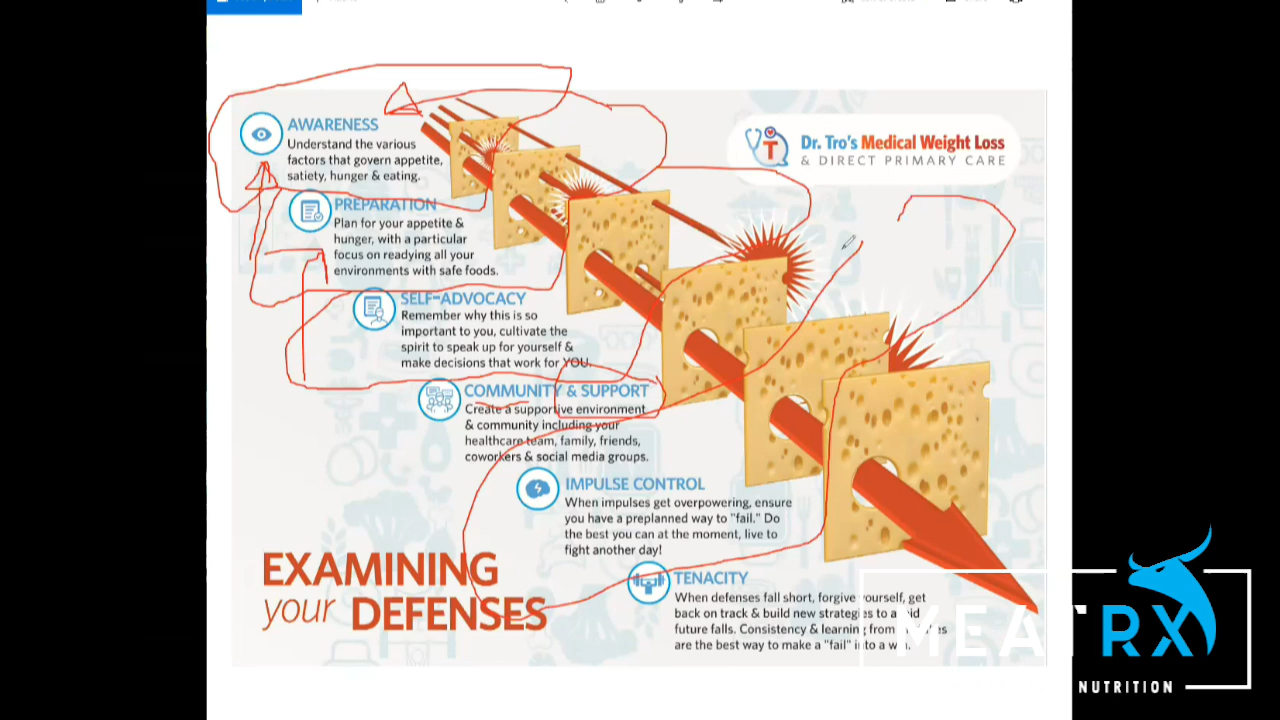 AWARENESS
Understand the various
factors that govern appetite,
satiety, hunger & eating.
Dr. Tro's Medical Weight Loss
& DIRECT PRIMARY CARE
PREPARATION
Plan for your appetite &
hunger, with a particular
focus on readying all your
environments with safe foods.
SELF-ADVOCACY
Remember why this is so
important to you, cultivate the
spirit to speak up for yourself &
make decisions that work for YOU.
COMMUNITY & SUPPORT
Create a supportive environment
& community including your
healthcare team, family, friends,
coworkers & social media groups.
IMPULSE CONTROL
When impulses get overpowering, ensure
you have a preplanned way to "fail." Do
the best you can at the moment, live to
fight another day!
TENACITY
When defenses fall short, forgive yourself, get
back on track & build new strategies to avoid
future falls. Consistency & learning from
are the best way to make a "fail" into a win.
EXAMINING
your DEFENSES
MEATRX
NUTRITION